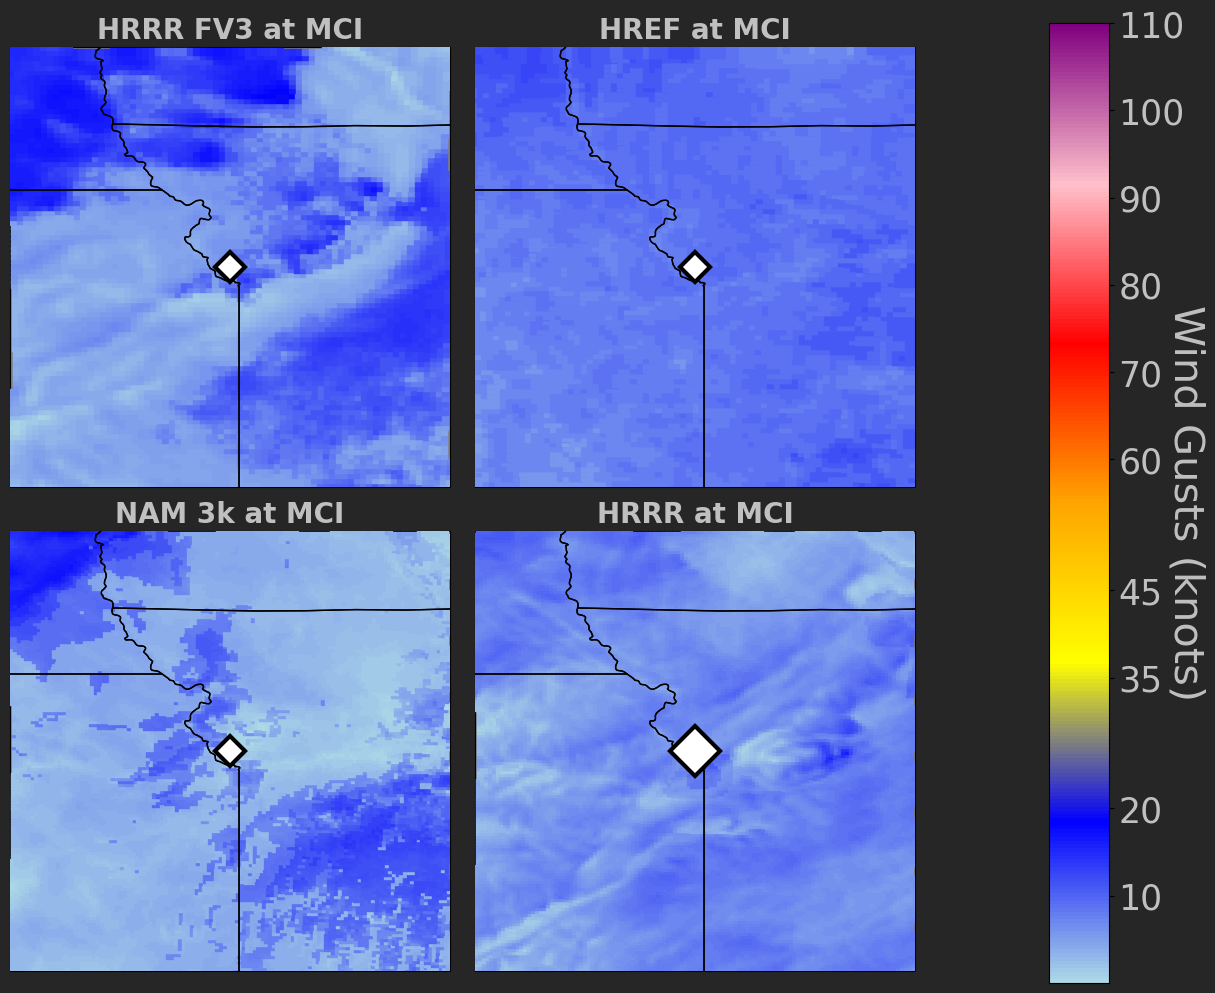 HRRR FV3 at MCI
HREF at MCI
NAM 3k at MCI
HRRR at MCI
110
100
90
80
70
60
45
35
20
10
Wind Gusts (knots)